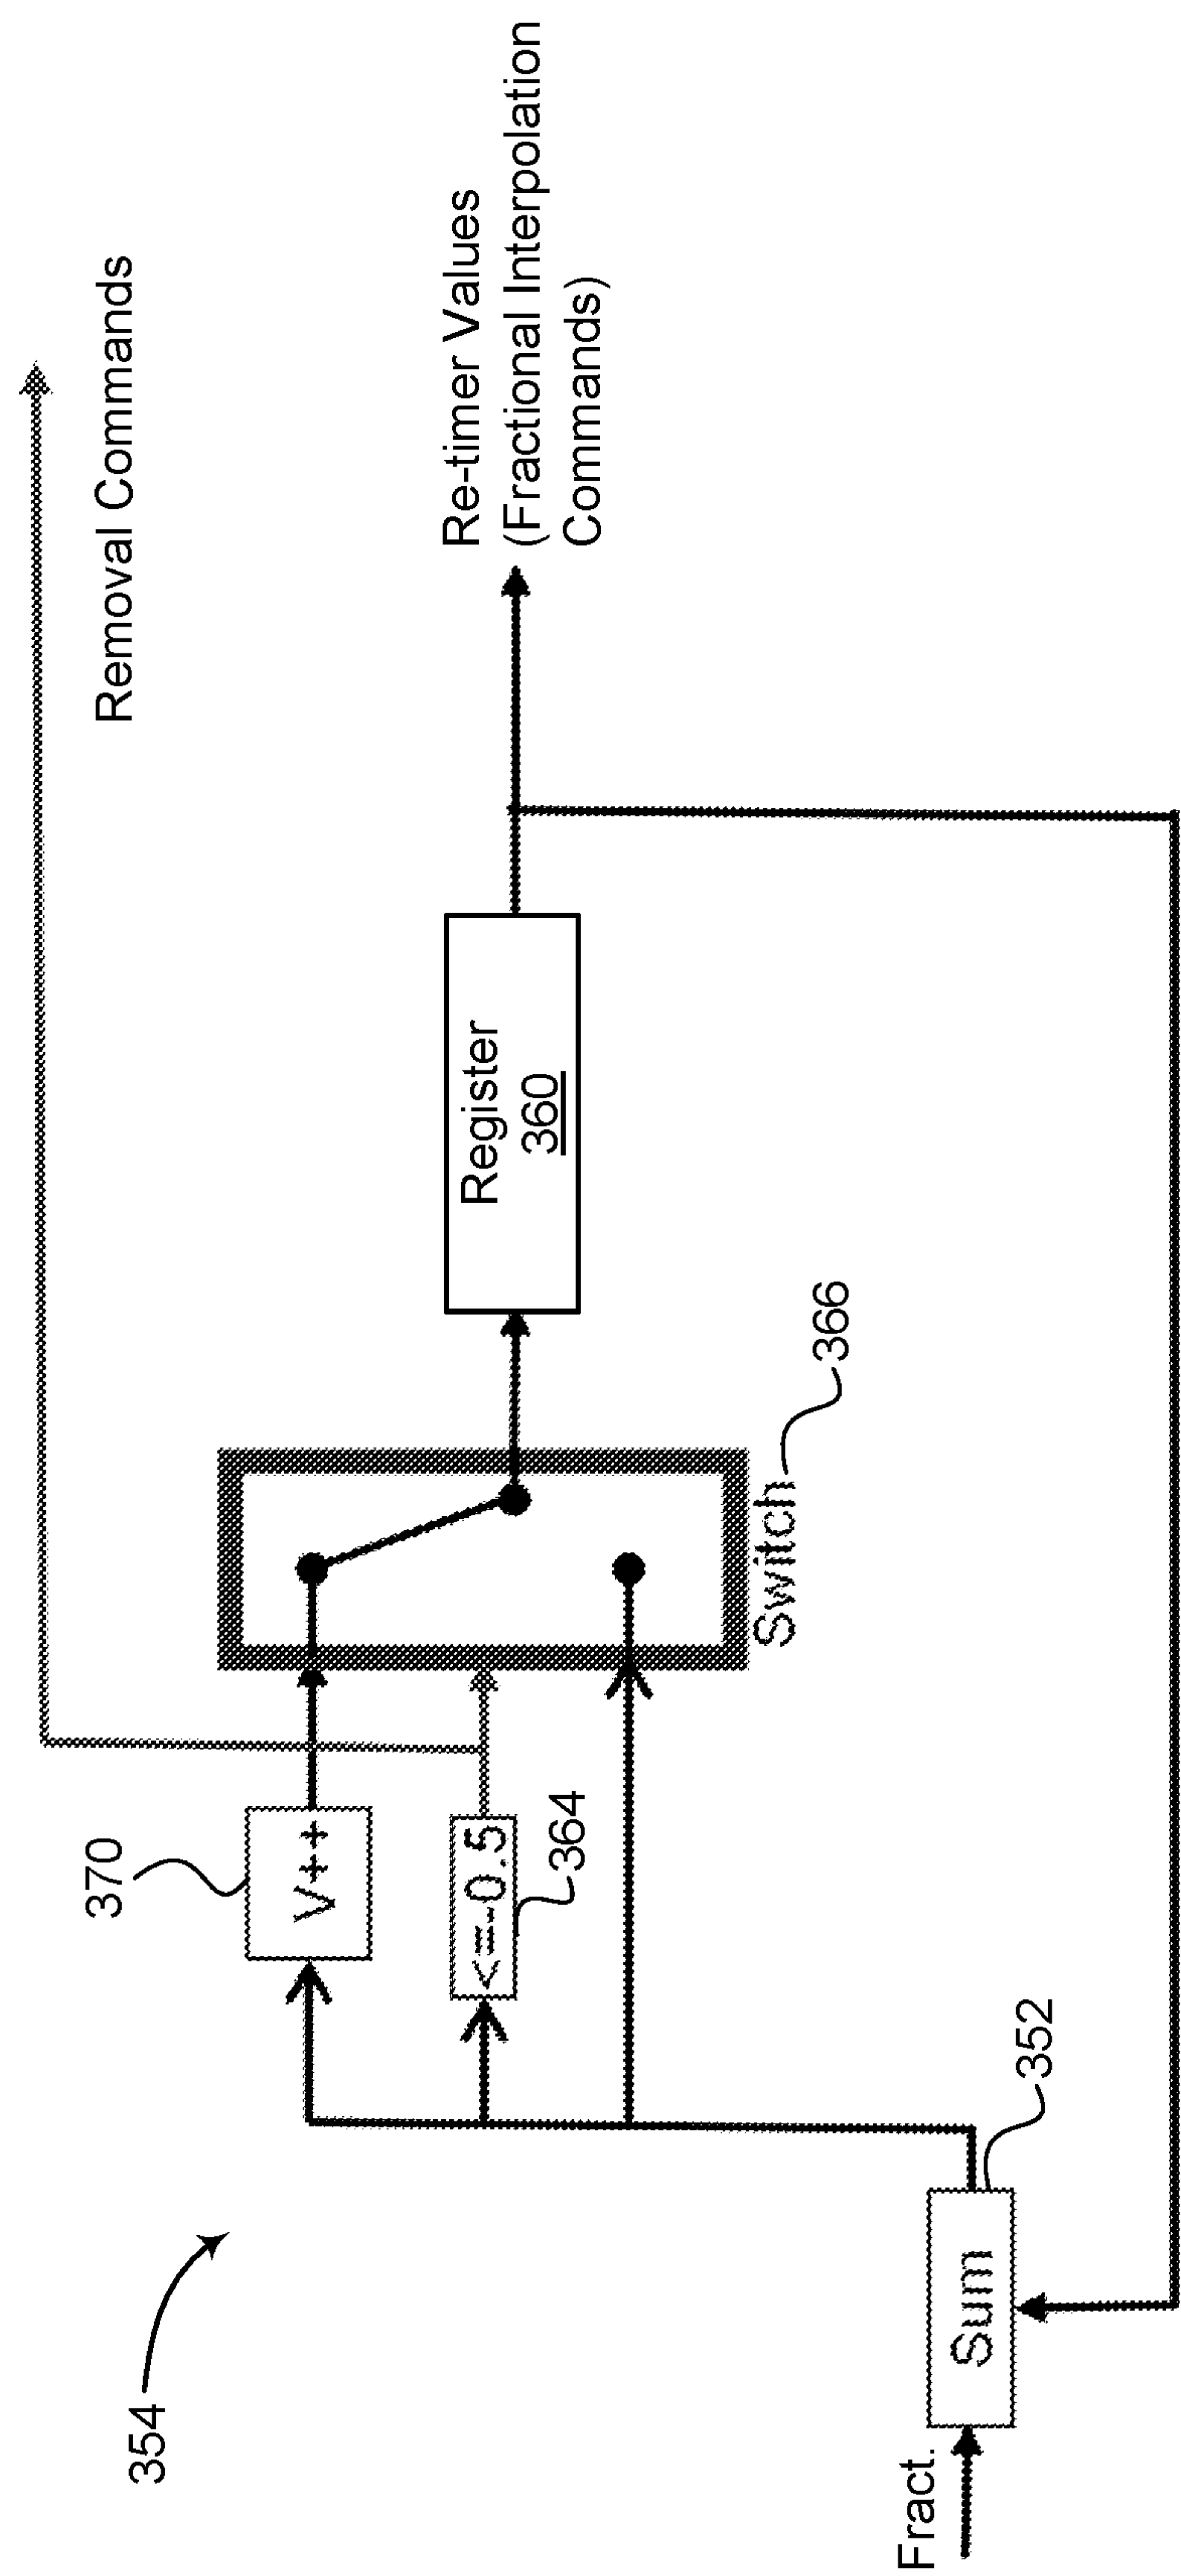 Removal Commands
Re-timer Values
(Fractional Interpolation
Commands)
370
V++
<=-0.5
364
Register
360
Switch
366
354
352
Sum
Fract.